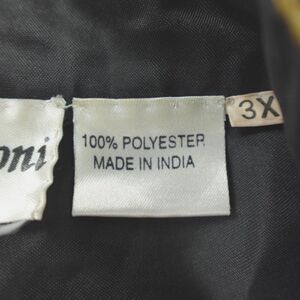 oni
100% POLYESTER
MADE IN INDIA
3X